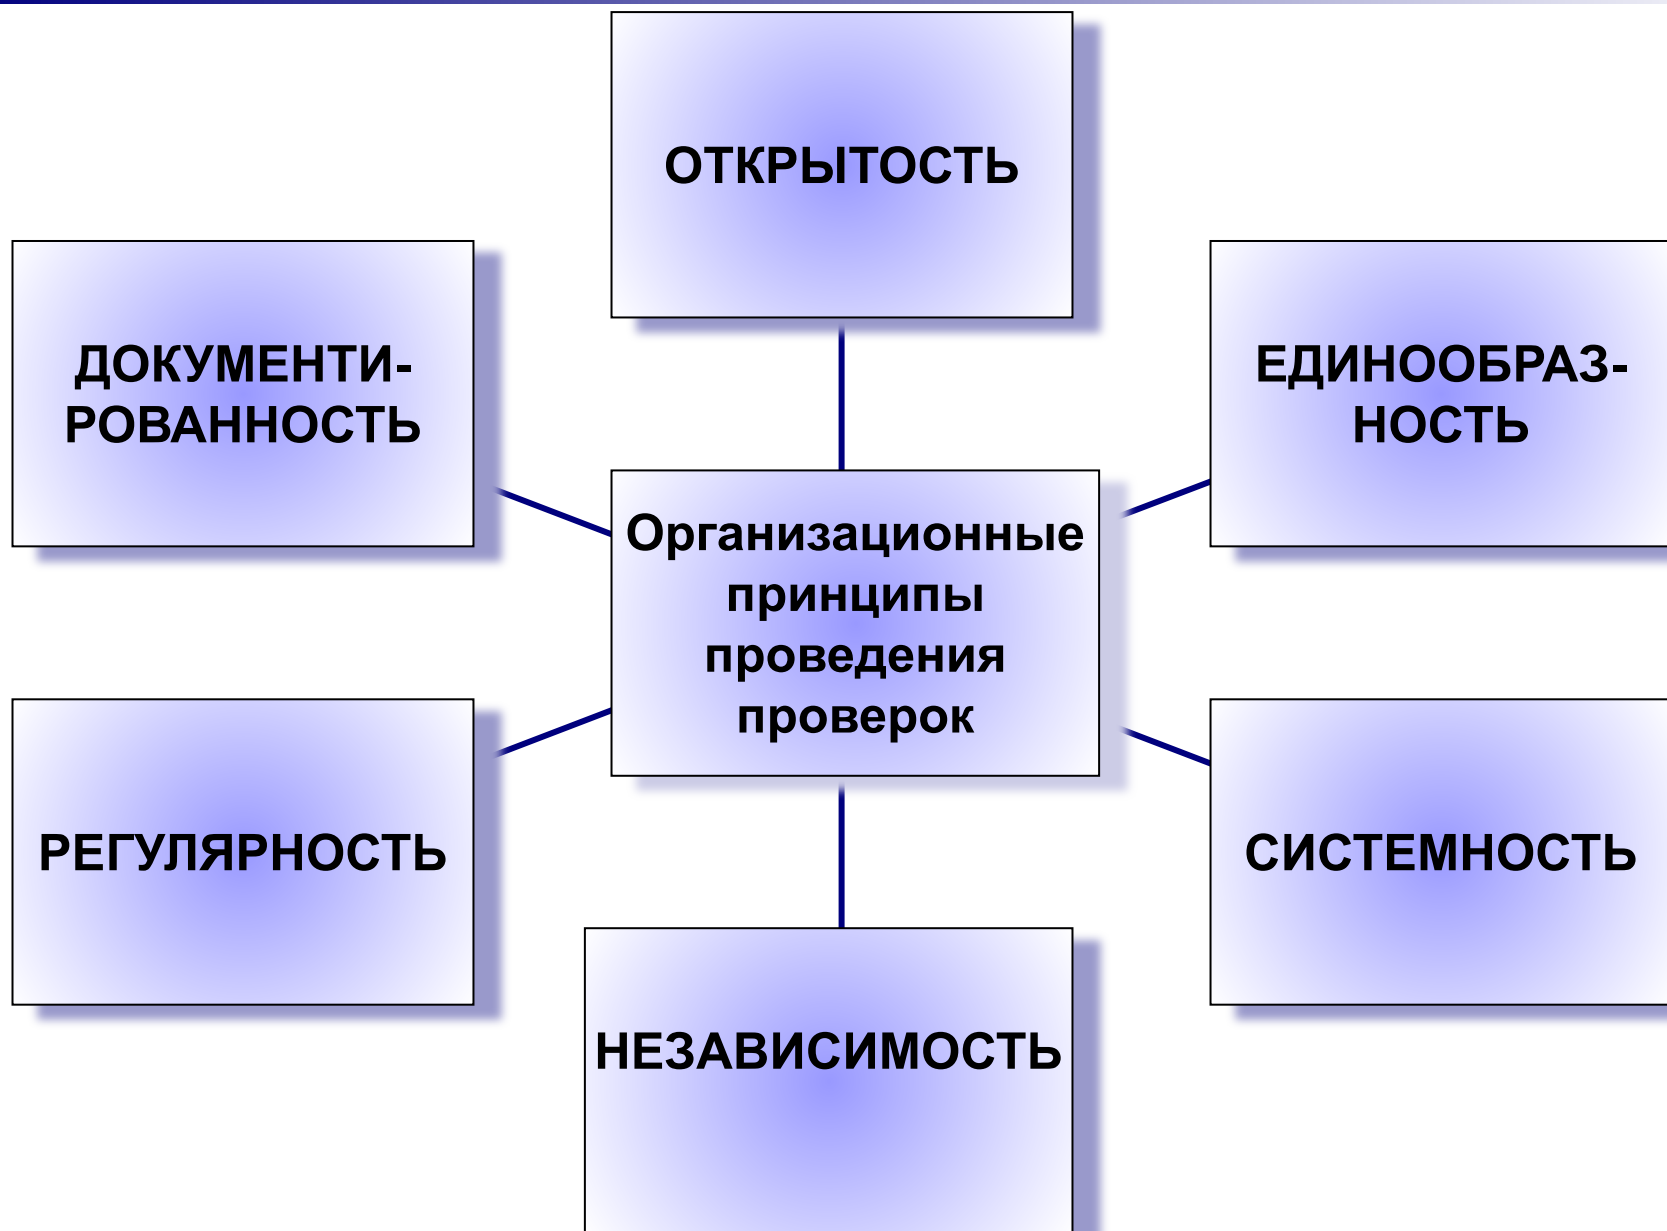 ОТКРЫТОСТЬ
ДОКУМЕНТИ-
РОВАННОСТЬ
ЕДИНООБРАЗ-
НОСТЬ
Организационные
принципы
проведения
проверок
РЕГУЛЯРНОСТЬ
СИСТЕМНОСТЬ
НЕЗАВИСИМОСТЬ